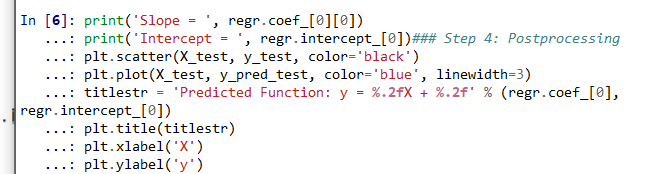 In [6]: print('Slope = ', regr.coef_[0][0])
   ...: print('Intercept = ', regr.intercept_[0])### Step 4: Postprocessing
   ...: plt.scatter(X_test, y_test, color='black')
   ...: plt.plot(X_test, y_pred_test, color='blue', linewidth=3)
   ...: titlestr = 'Predicted Function: y = %.2fX + %.2f' % (regr.coef_[0],
regr.intercept_[0])
   ...: plt.title(titlestr)
   ...: plt.xlabel('X')
   ...: plt.ylabel('y')